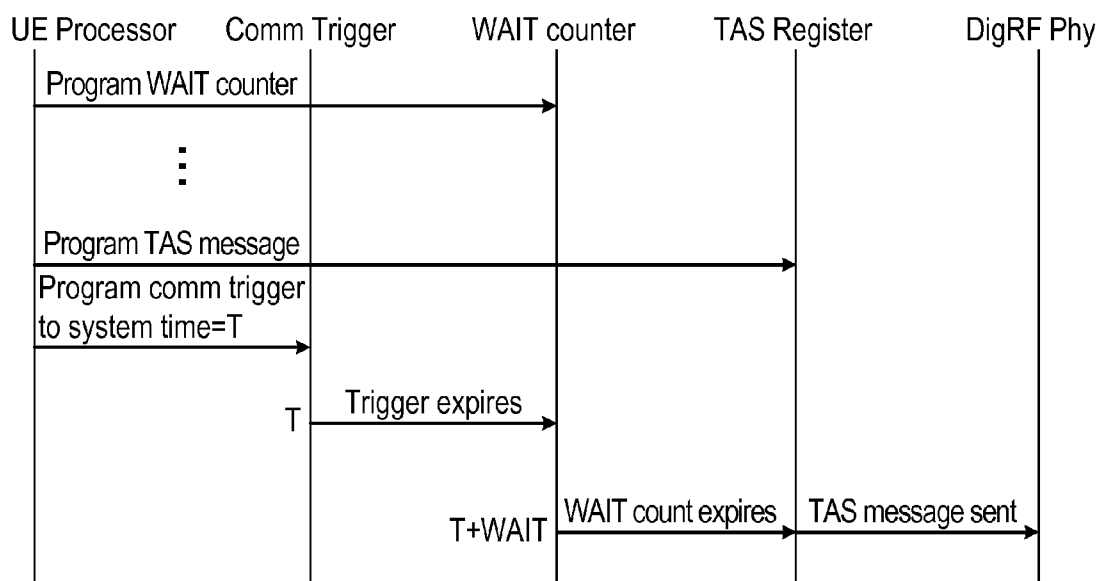 UE Processor
Comm Trigger
WAIT counter
TAS Register
DigRF Phy
Program WAIT counter
Program TAS message
Program comm trigger
to system time=T
T
Trigger expires
T+WAIT
WAIT count expires
TAS message sent